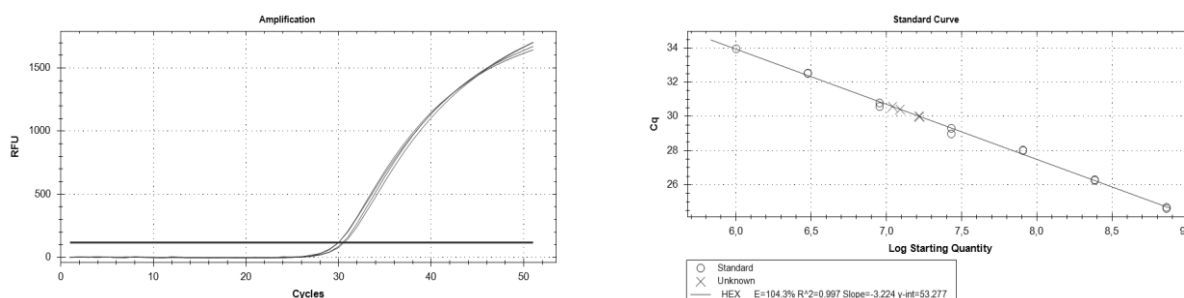 Amplification
1500
1000
500
0
RFU
0 10 20 30 40 50
Cycles
Standard Curve
34
32
30
28
26
Cq
6,0 6,5 7,0 7,5 8,0 8,5 9
Log Starting Quantity
Standard
Unknown
HEX E=104.3% R^2=0.997 Slope=-3.224 y-int=53.277